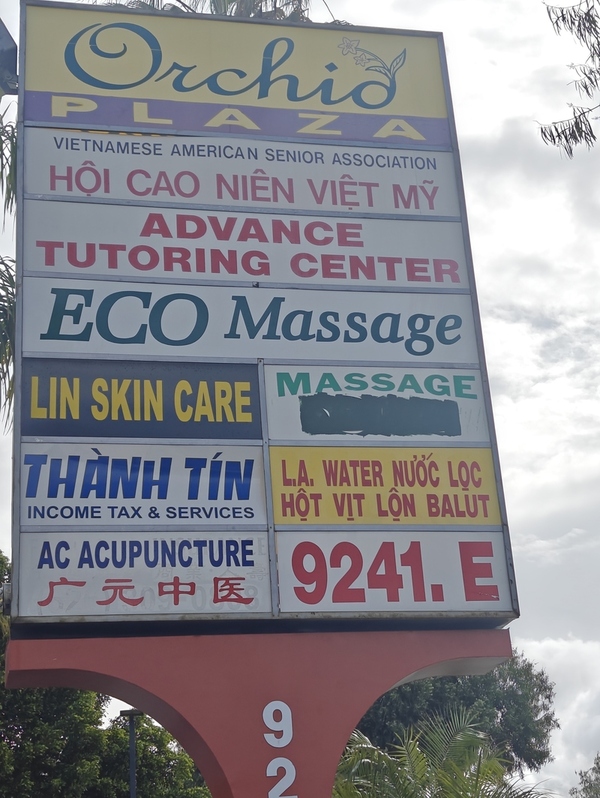 Orchid
PLAZA
VIETNAMESE AMERICAN SENIOR ASSOCIATION
HỘI CAO NIÊN VIỆT MỸ
ADVANCE
TUTORING CENTER
ECO Massage
LIN SKIN CARE
MASSAGE
THÀNH TÍN
INCOME TAX & SERVICES
L.A. WATER NƯỚC LỌC
HỘT VỊT LỘN BALUT
AC ACUPUNCTURE
广元中医
9241. E
9
2